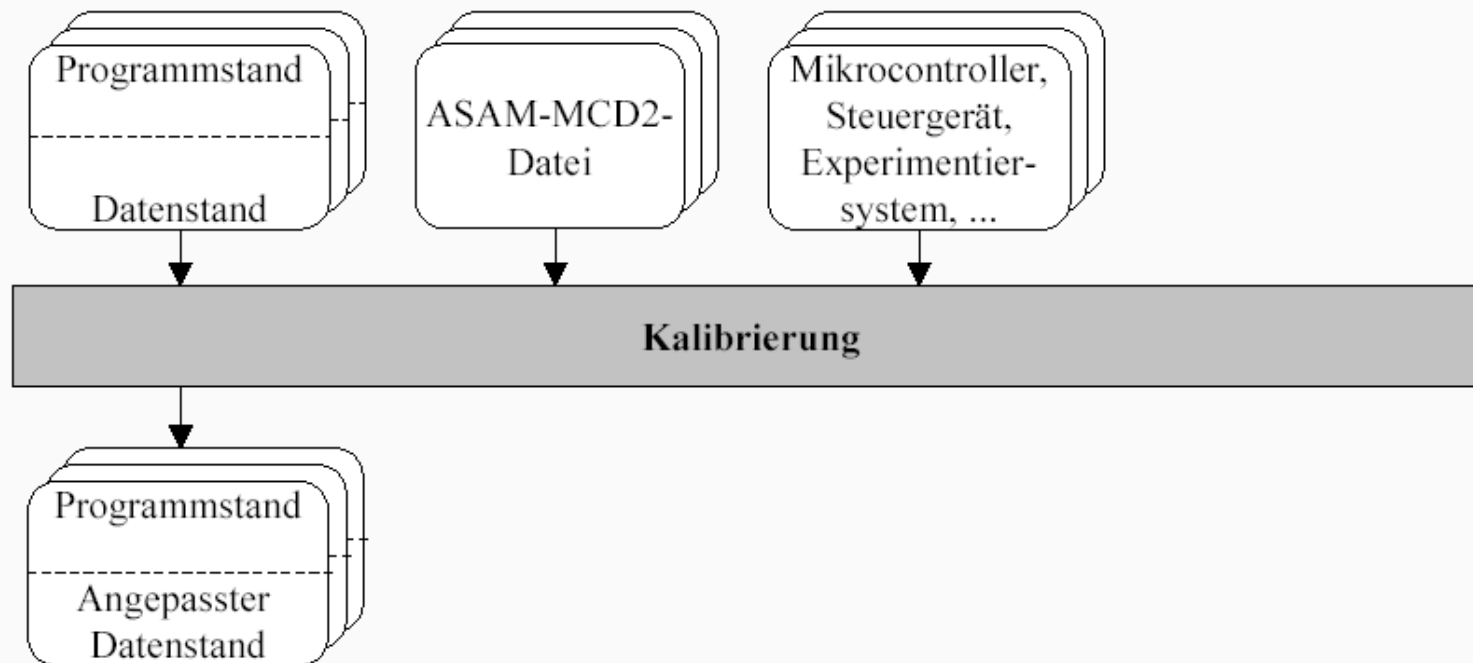 Programmstand
Datenstand
ASAM-MCD2-
Datei
Mikrocontroller,
Steuergerät,
Experimentier-
system, ...
Kalibrierung
Programmstand
Angepasster
Datenstand